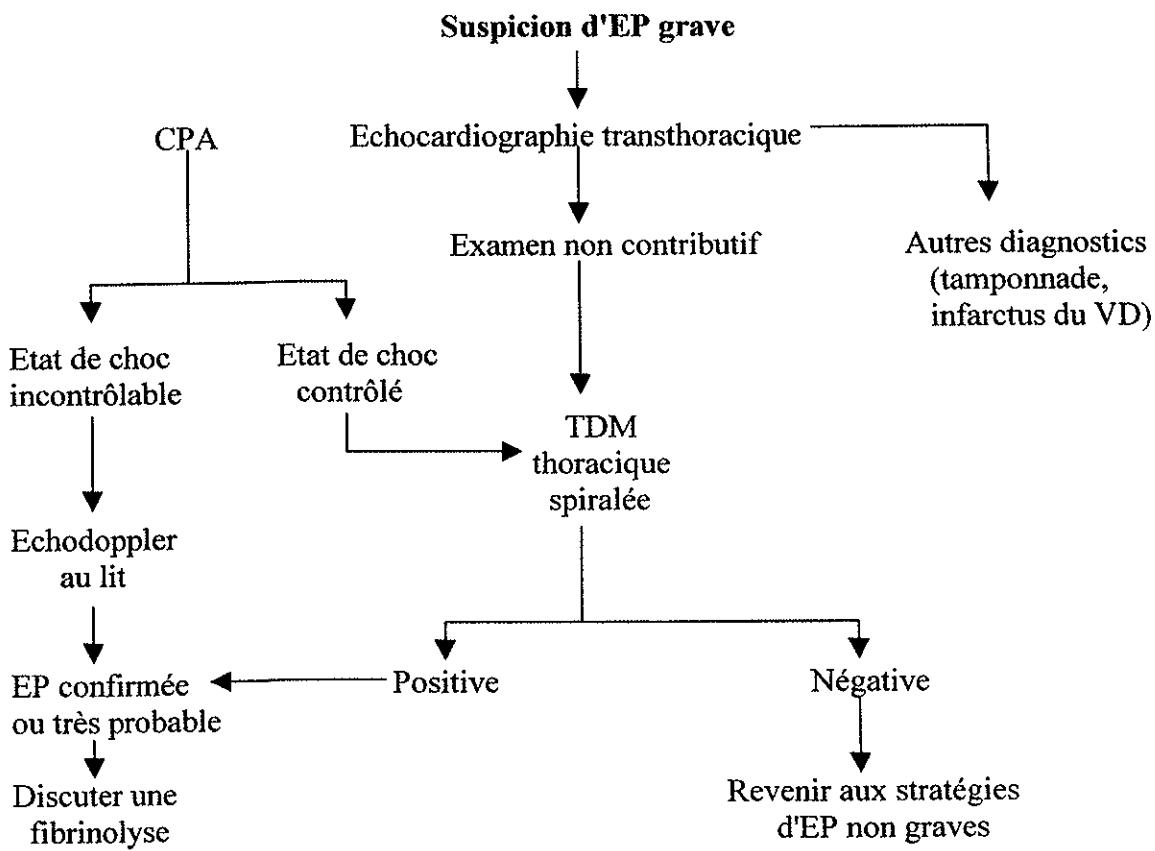 Suspicion d'EP grave
CPA
Echocardiographie transthoracique
Examen non contributif
Autres diagnostics
(tamponnade,
infarctus du VD)
Etat de choc
incontrôlable
Etat de choc
contrôlé
TDM
thoracique
spiralée
Echodoppler
au lit
EP confirmée
ou très probable
Positive
Négative
Discuter une
fibrinolyse
Revenir aux stratégies
d'EP non graves